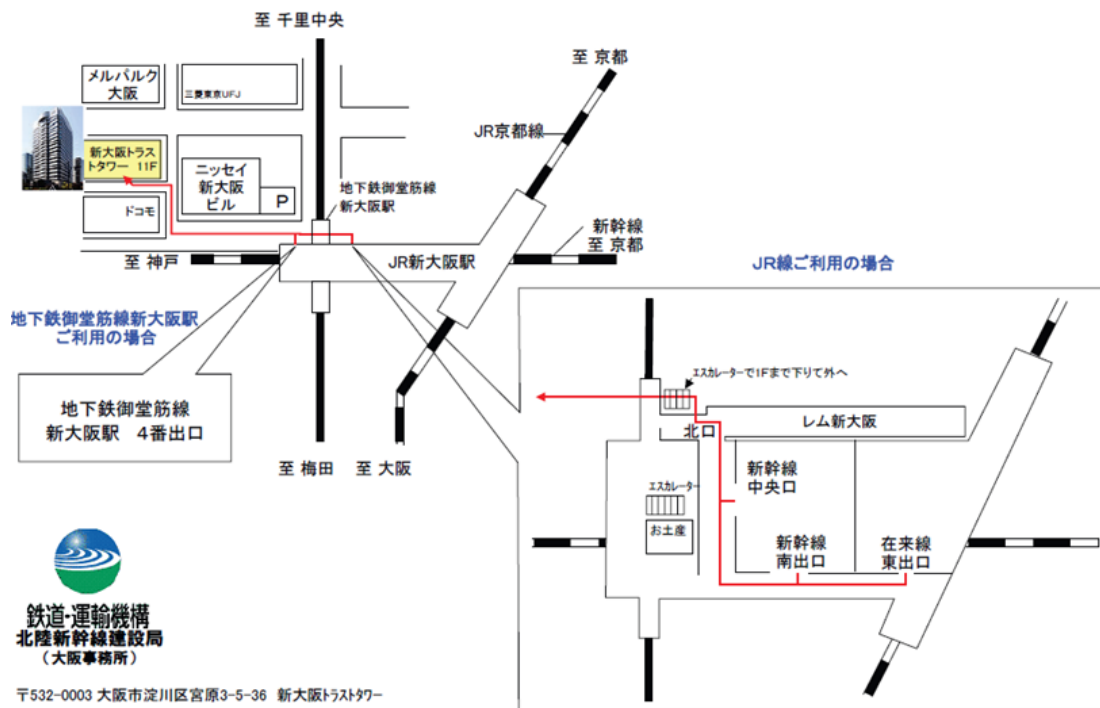 至 千里中央
至 京都
メルパルク
大阪
三菱東京UFJ
JR京都線
新大阪トラス
トタワー 11F
ニッセイ
新大阪
ビル
P
地下鉄御堂筋線
新大阪駅
ドコモ
新幹線
至 京都
至 神戸
JR新大阪駅
JR線ご利用の場合
地下鉄御堂筋線新大阪駅
ご利用の場合
エスカレーターで1Fまで下りて外へ
地下鉄御堂筋線
新大阪駅 4番出口
レム新大阪
北口
至 梅田
至 大阪
新幹線
中央口
エスカレーター
お土産
新幹線
南出口
在来線
東出口
鉄道・運輸機構
北陸新幹線建設局
(大阪事務所)
〒532-0003 大阪市淀川区宮原3-5-36 新大阪トラストタワー